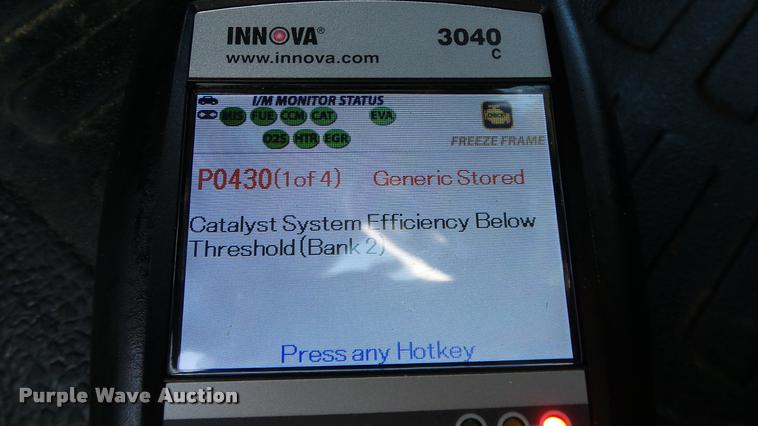 INNOVA® 3040
www.innova.com C
I/M MONITOR STATUS
MIS FUE CCM CAT EVA
O2S HTR EGR
CHECK
FREEZE FRAME
P0430(1of 4) Generic Stored
Catalyst System Efficiency Below
Threshold(Bank 2)
Press any Hotkey
Purple Wave Auction